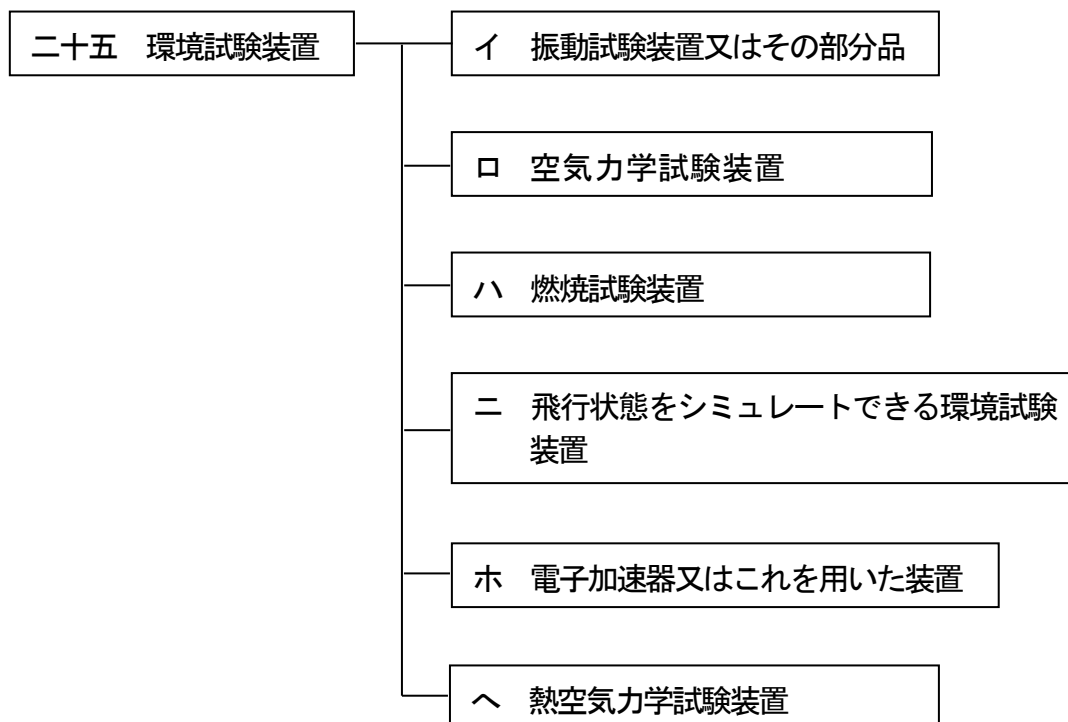 二十五　環境試験装置
イ　振動試験装置又はその部分品
ロ　空気力学試験装置
ハ　燃焼試験装置
ニ　飛行状態をシミュレートできる環境試験
装置
ホ　電子加速器又はこれを用いた装置
ヘ　熱空気力学試験装置